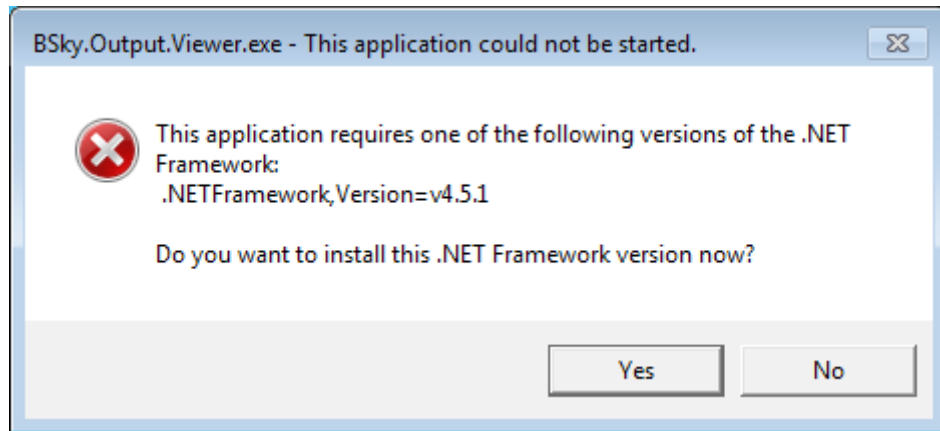 BSky.Output.Viewer.exe - This application could not be started.
This application requires one of the following versions of the .NET
Framework:
.NETFramework,Version=v4.5.1
Do you want to install this .NET Framework version now?
Yes
No